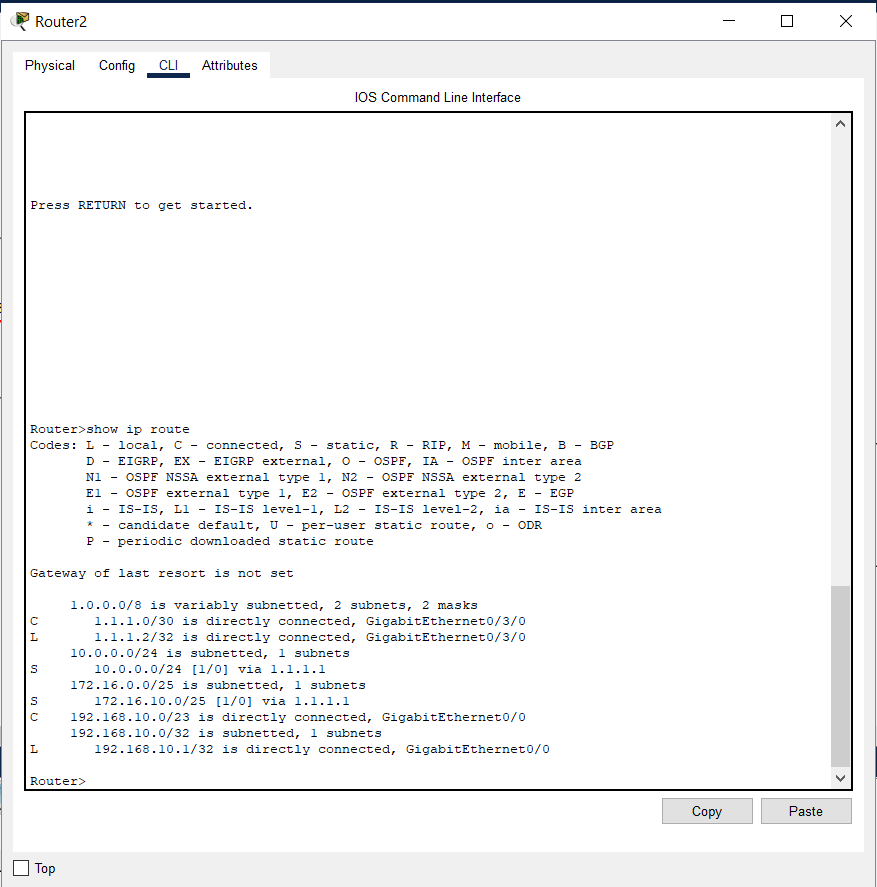 Router2
Physical Config CLI Attributes
IOS Command Line Interface
Press RETURN to get started.
Router>show ip route
Codes: L - local, C - connected, S - static, R - RIP, M - mobile, B - BGP
       D - EIGRP, EX - EIGRP external, O - OSPF, IA - OSPF inter area
       N1 - OSPF NSSA external type 1, N2 - OSPF NSSA external type 2
       E1 - OSPF external type 1, E2 - OSPF external type 2, E - EGP
       i - IS-IS, L1 - IS-IS level-1, L2 - IS-IS level-2, ia - IS-IS inter area
       * - candidate default, U - per-user static route, o - ODR
       P - periodic downloaded static route
Gateway of last resort is not set
     1.0.0.0/8 is variably subnetted, 2 subnets, 2 masks
C       1.1.1.0/30 is directly connected, GigabitEthernet0/3/0
L       1.1.1.2/32 is directly connected, GigabitEthernet0/3/0
     10.0.0.0/24 is subnetted, 1 subnets
S       10.0.0.0/24 [1/0] via 1.1.1.1
     172.16.0.0/25 is subnetted, 1 subnets
S       172.16.10.0/25 [1/0] via 1.1.1.1
C    192.168.10.0/23 is directly connected, GigabitEthernet0/0
     192.168.10.0/32 is subnetted, 1 subnets
L       192.168.10.1/32 is directly connected, GigabitEthernet0/0
Router>
Copy Paste
Top